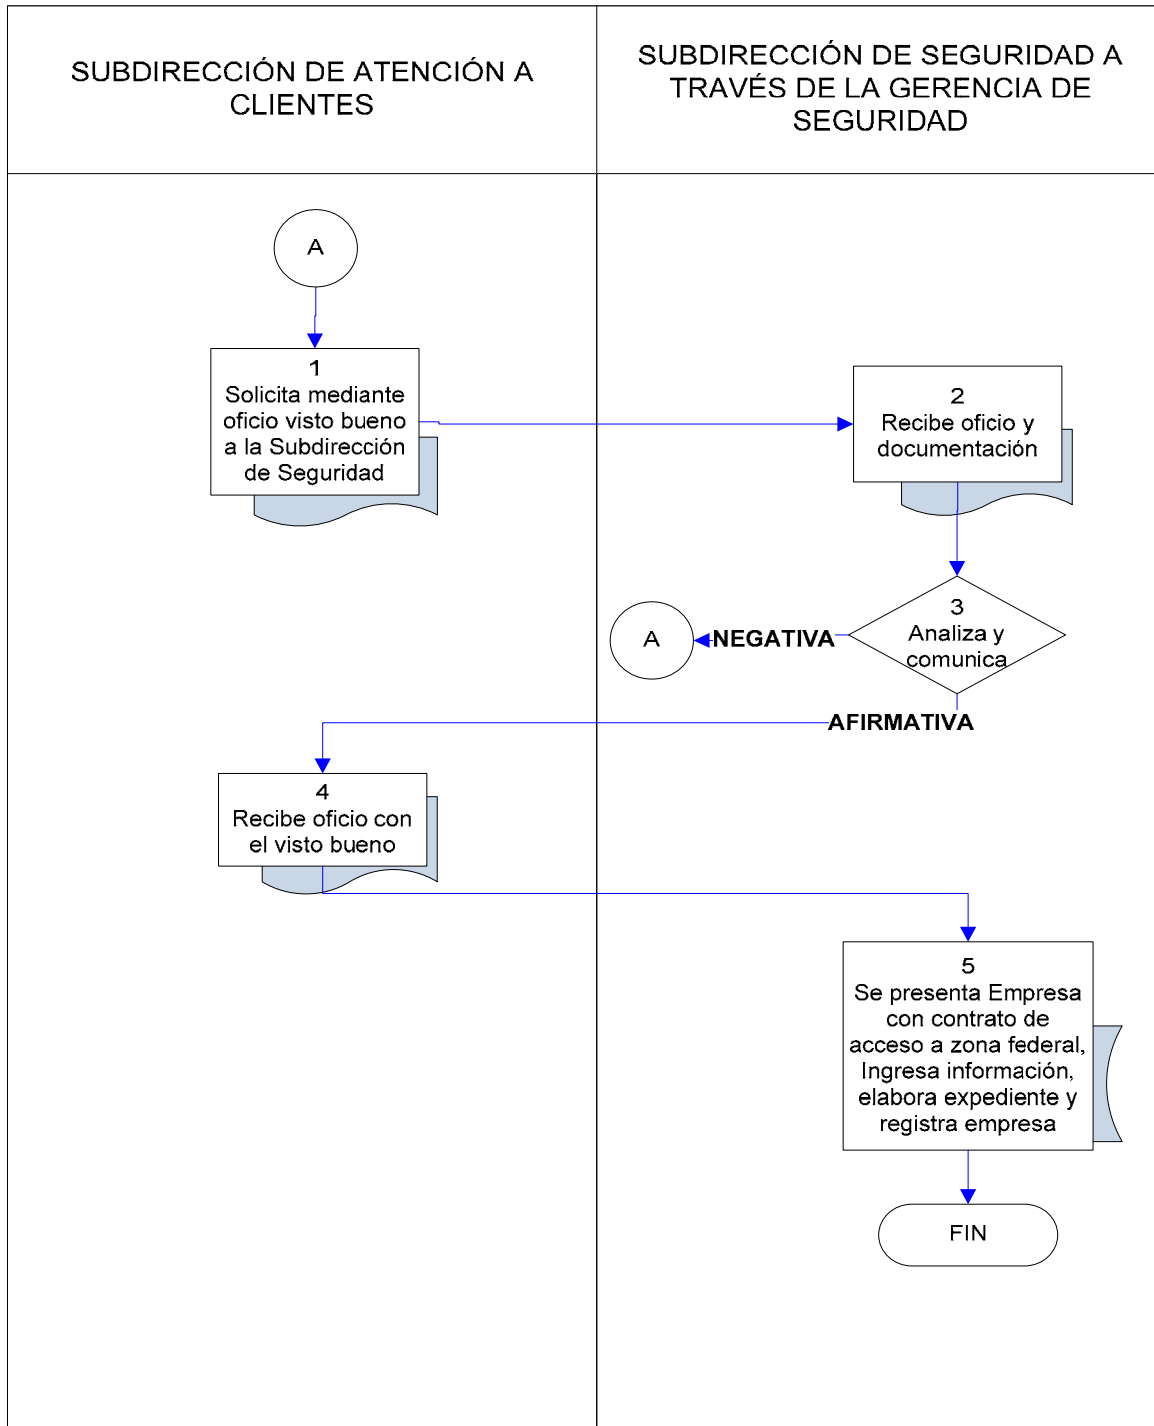 SUBDIRECCIÓN DE ATENCIÓN A
CLIENTES
SUBDIRECCIÓN DE SEGURIDAD A
TRAVÉS DE LA GERENCIA DE
SEGURIDAD
A
1
Solicita mediante
oficio visto bueno
a la Subdirección
de Seguridad
2
Recibe oficio y
documentación
3
Analiza y
comunica
NEGATIVA
A
AFIRMATIVA
4
Recibe oficio con
el visto bueno
5
Se presenta Empresa
con contrato de
acceso a zona federal,
Ingresa información,
elabora expediente y
registra empresa
FIN